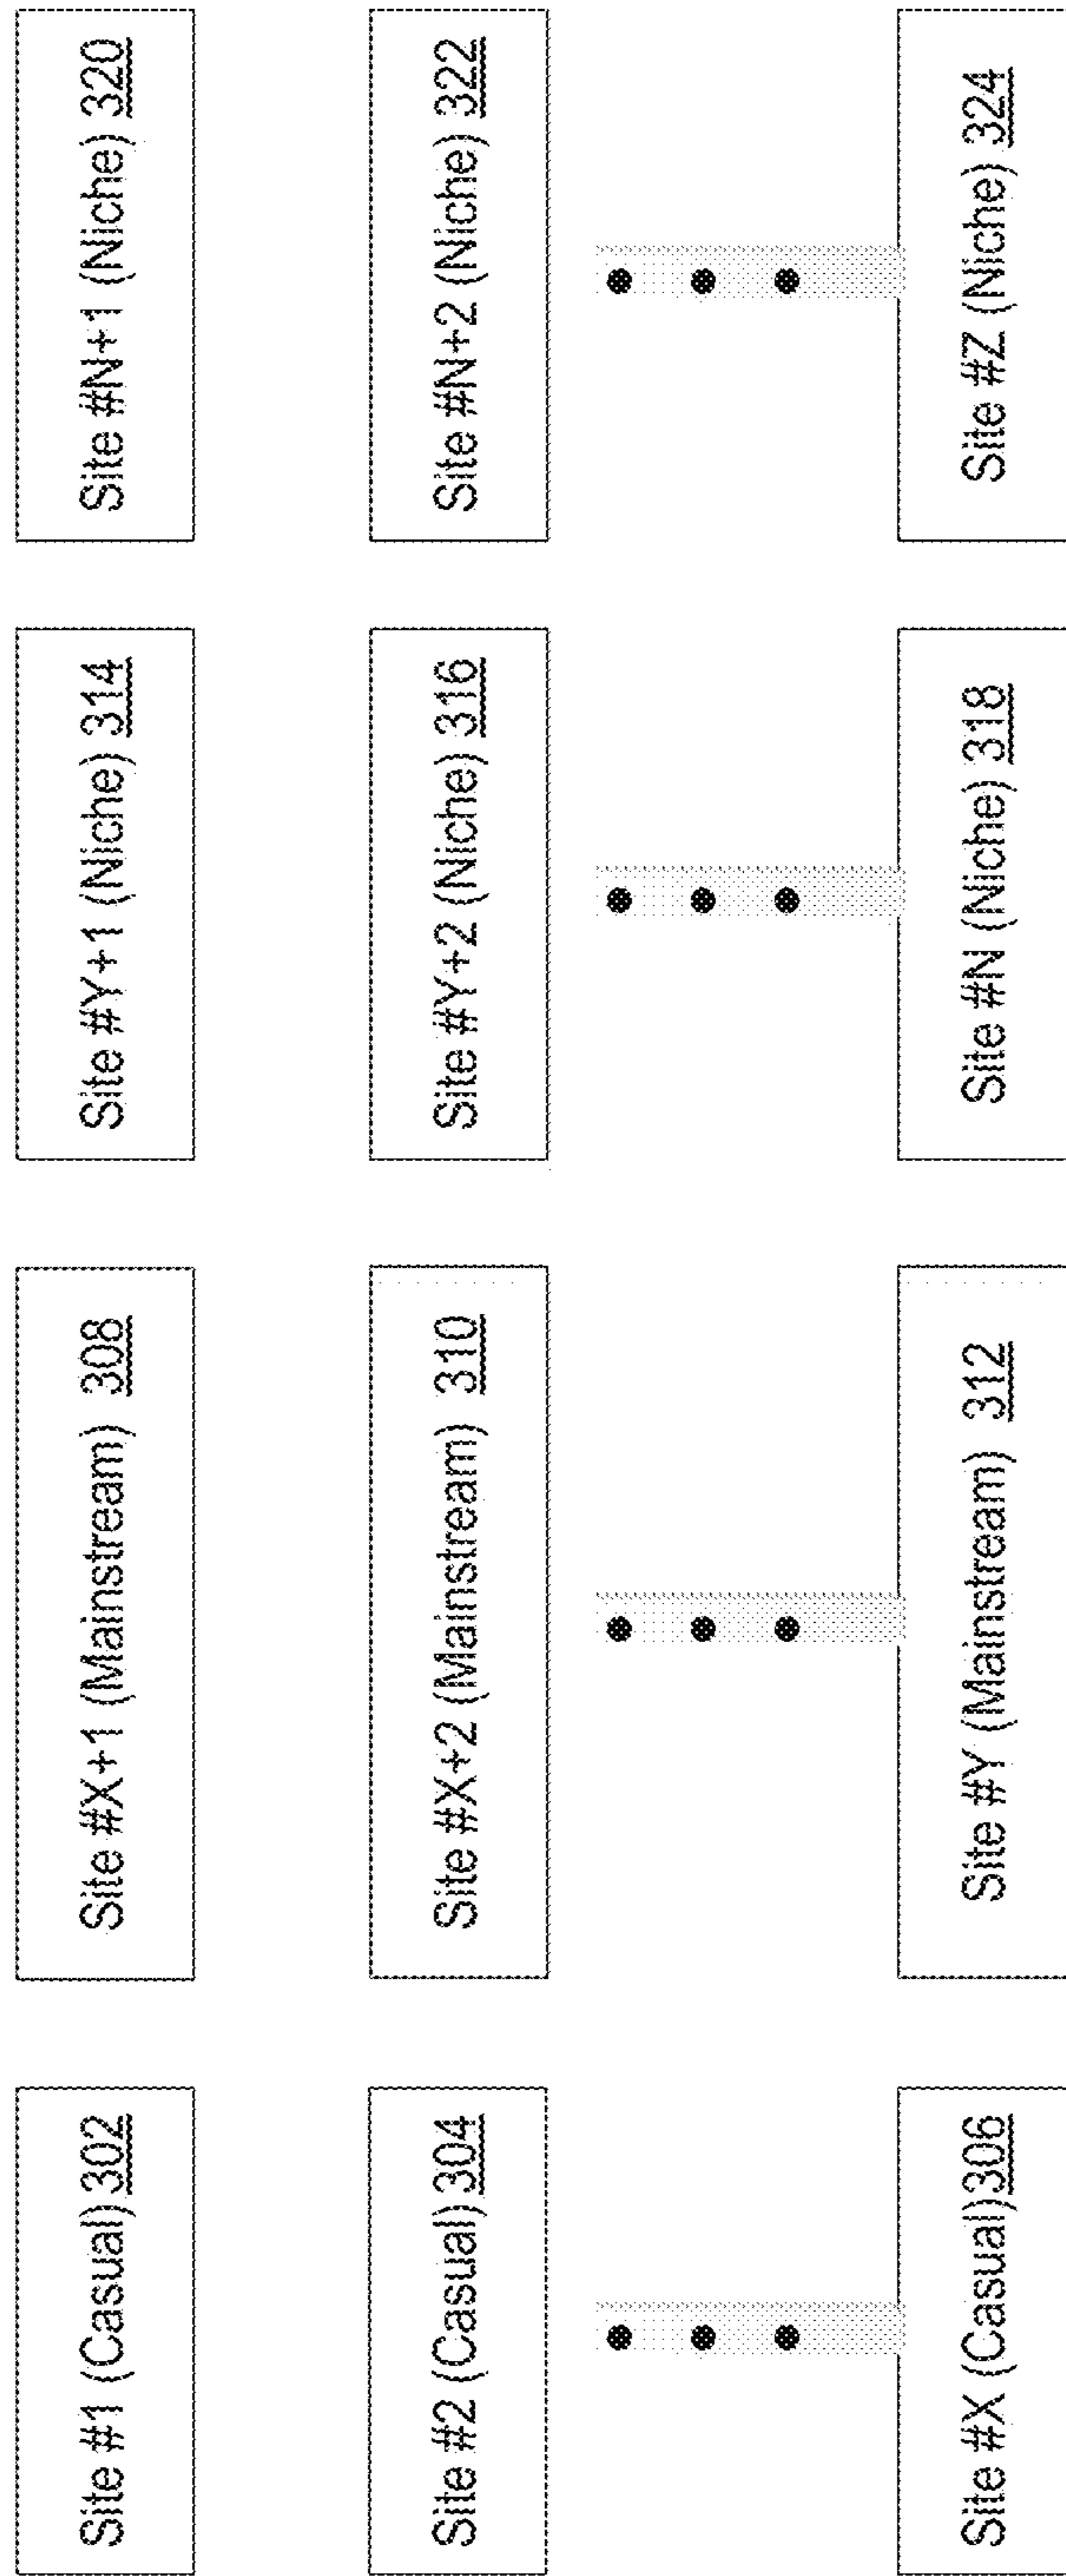 Site #1 (Casual) 302
Site #X+1 (Mainstream) 308
Site #Y+1 (Niche) 314
Site #N+1 (Niche) 320
Site #2 (Casual) 304
Site #X+2 (Mainstream) 310
Site #Y+2 (Niche) 316
Site #N+2 (Niche) 322
Site #X (Casual) 306
Site #Y (Mainstream) 312
Site #N (Niche) 318
Site #Z (Niche) 324